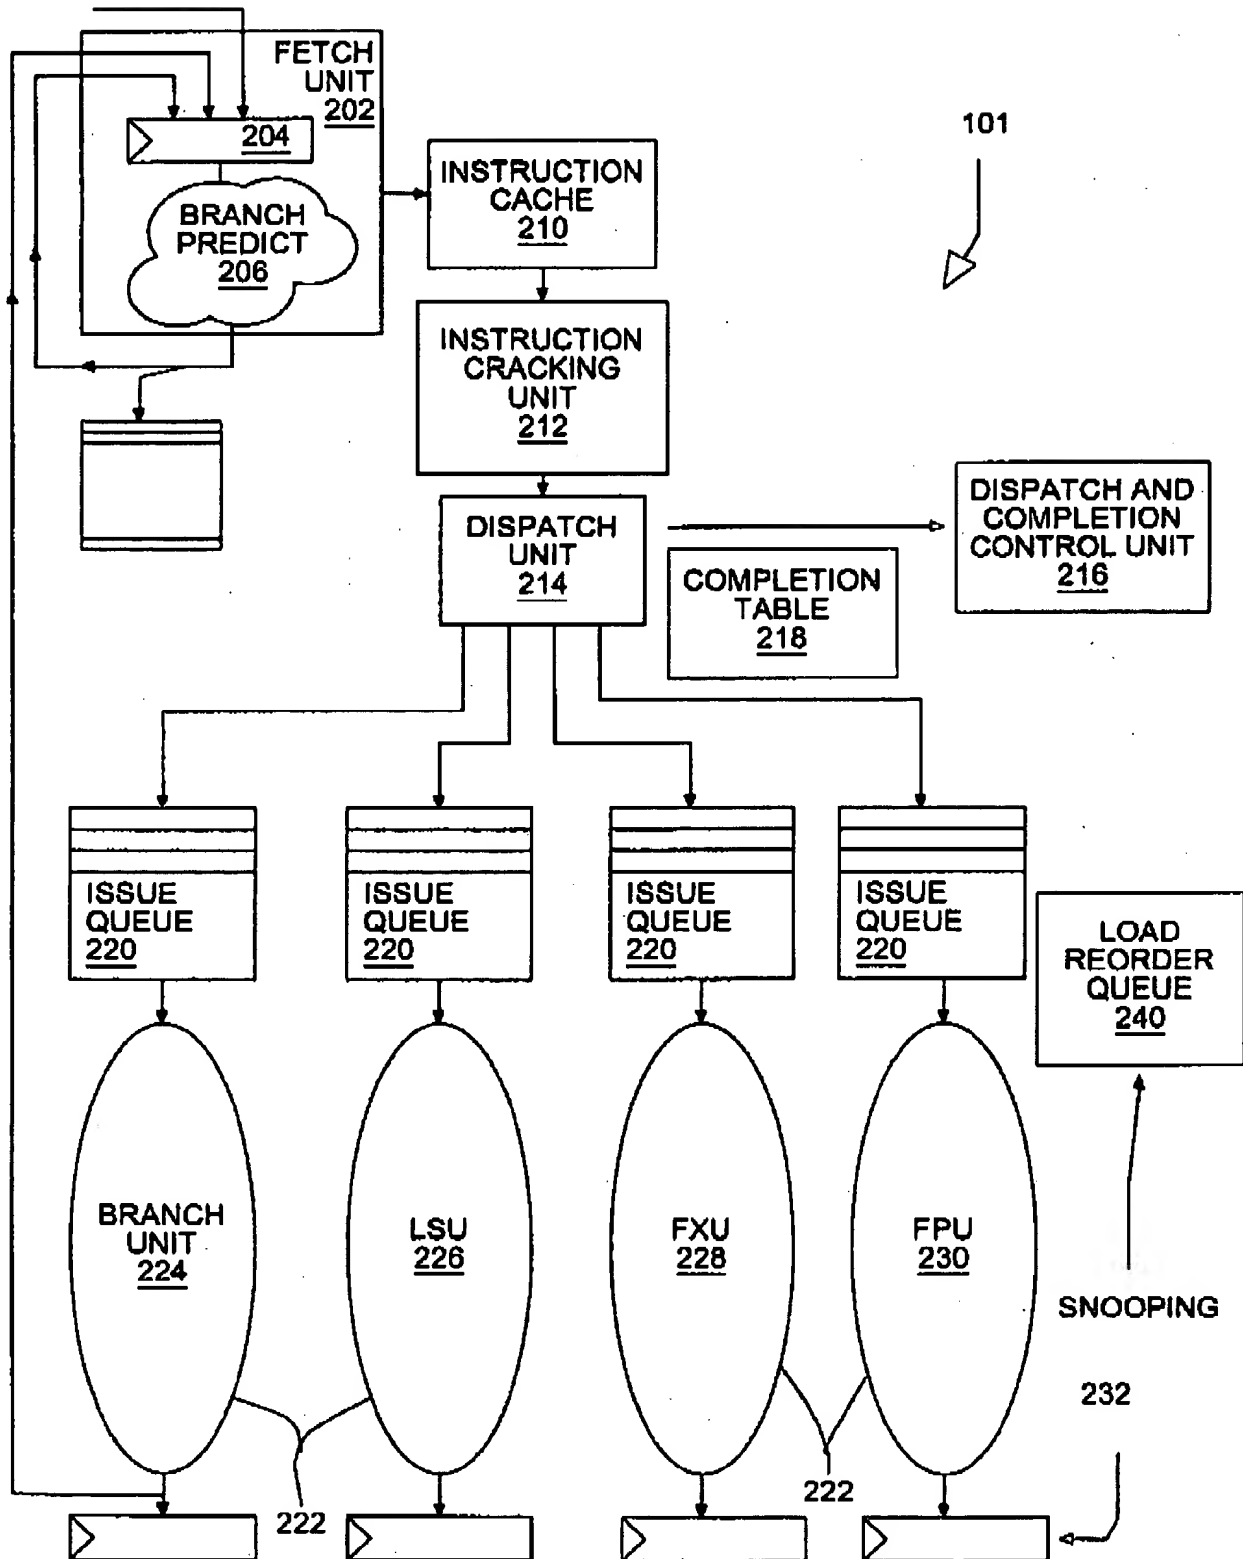 FETCH
UNIT
202
204
BRANCH
PREDICT
206
101
INSTRUCTION
CACHE
210
INSTRUCTION
CRACKING
UNIT
212
DISPATCH
UNIT
214
DISPATCH AND
COMPLETION
CONTROL UNIT
216
COMPLETION
TABLE
218
ISSUE
QUEUE
220
ISSUE
QUEUE
220
ISSUE
QUEUE
220
ISSUE
QUEUE
220
LOAD
REORDER
QUEUE
240
BRANCH
UNIT
224
LSU
226
FXU
228
FPU
230
SNOOPING
232
222
222